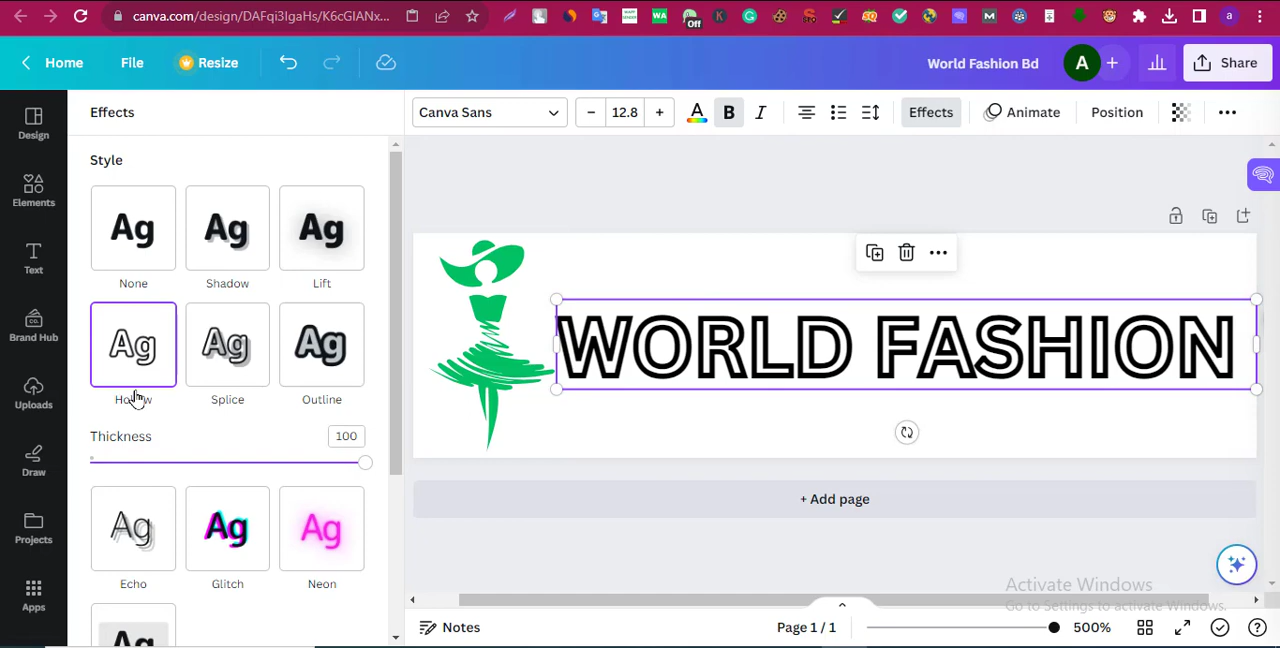 canva.com/design/DAFqi3IgaHs/K6cGIANx...
Off
Home
File
Resize
World Fashion Bd
A
Share
Design
Elements
Text
Brand Hub
Uploads
Draw
Projects
Apps
Effects
Canva Sans
12.8
A
B
I
Effects
Animate
Position
Style
Ag
Ag
Ag
None
Shadow
Lift
Ag
Ag
Ag
Splice
Outline
Thickness
100
Ag
Ag
Ag
Echo
Glitch
Neon
Ag
WORLD FASHION
+ Add page
Activate Windows
Go to Settings to activate Windows.
Notes
Page 1 / 1
500%